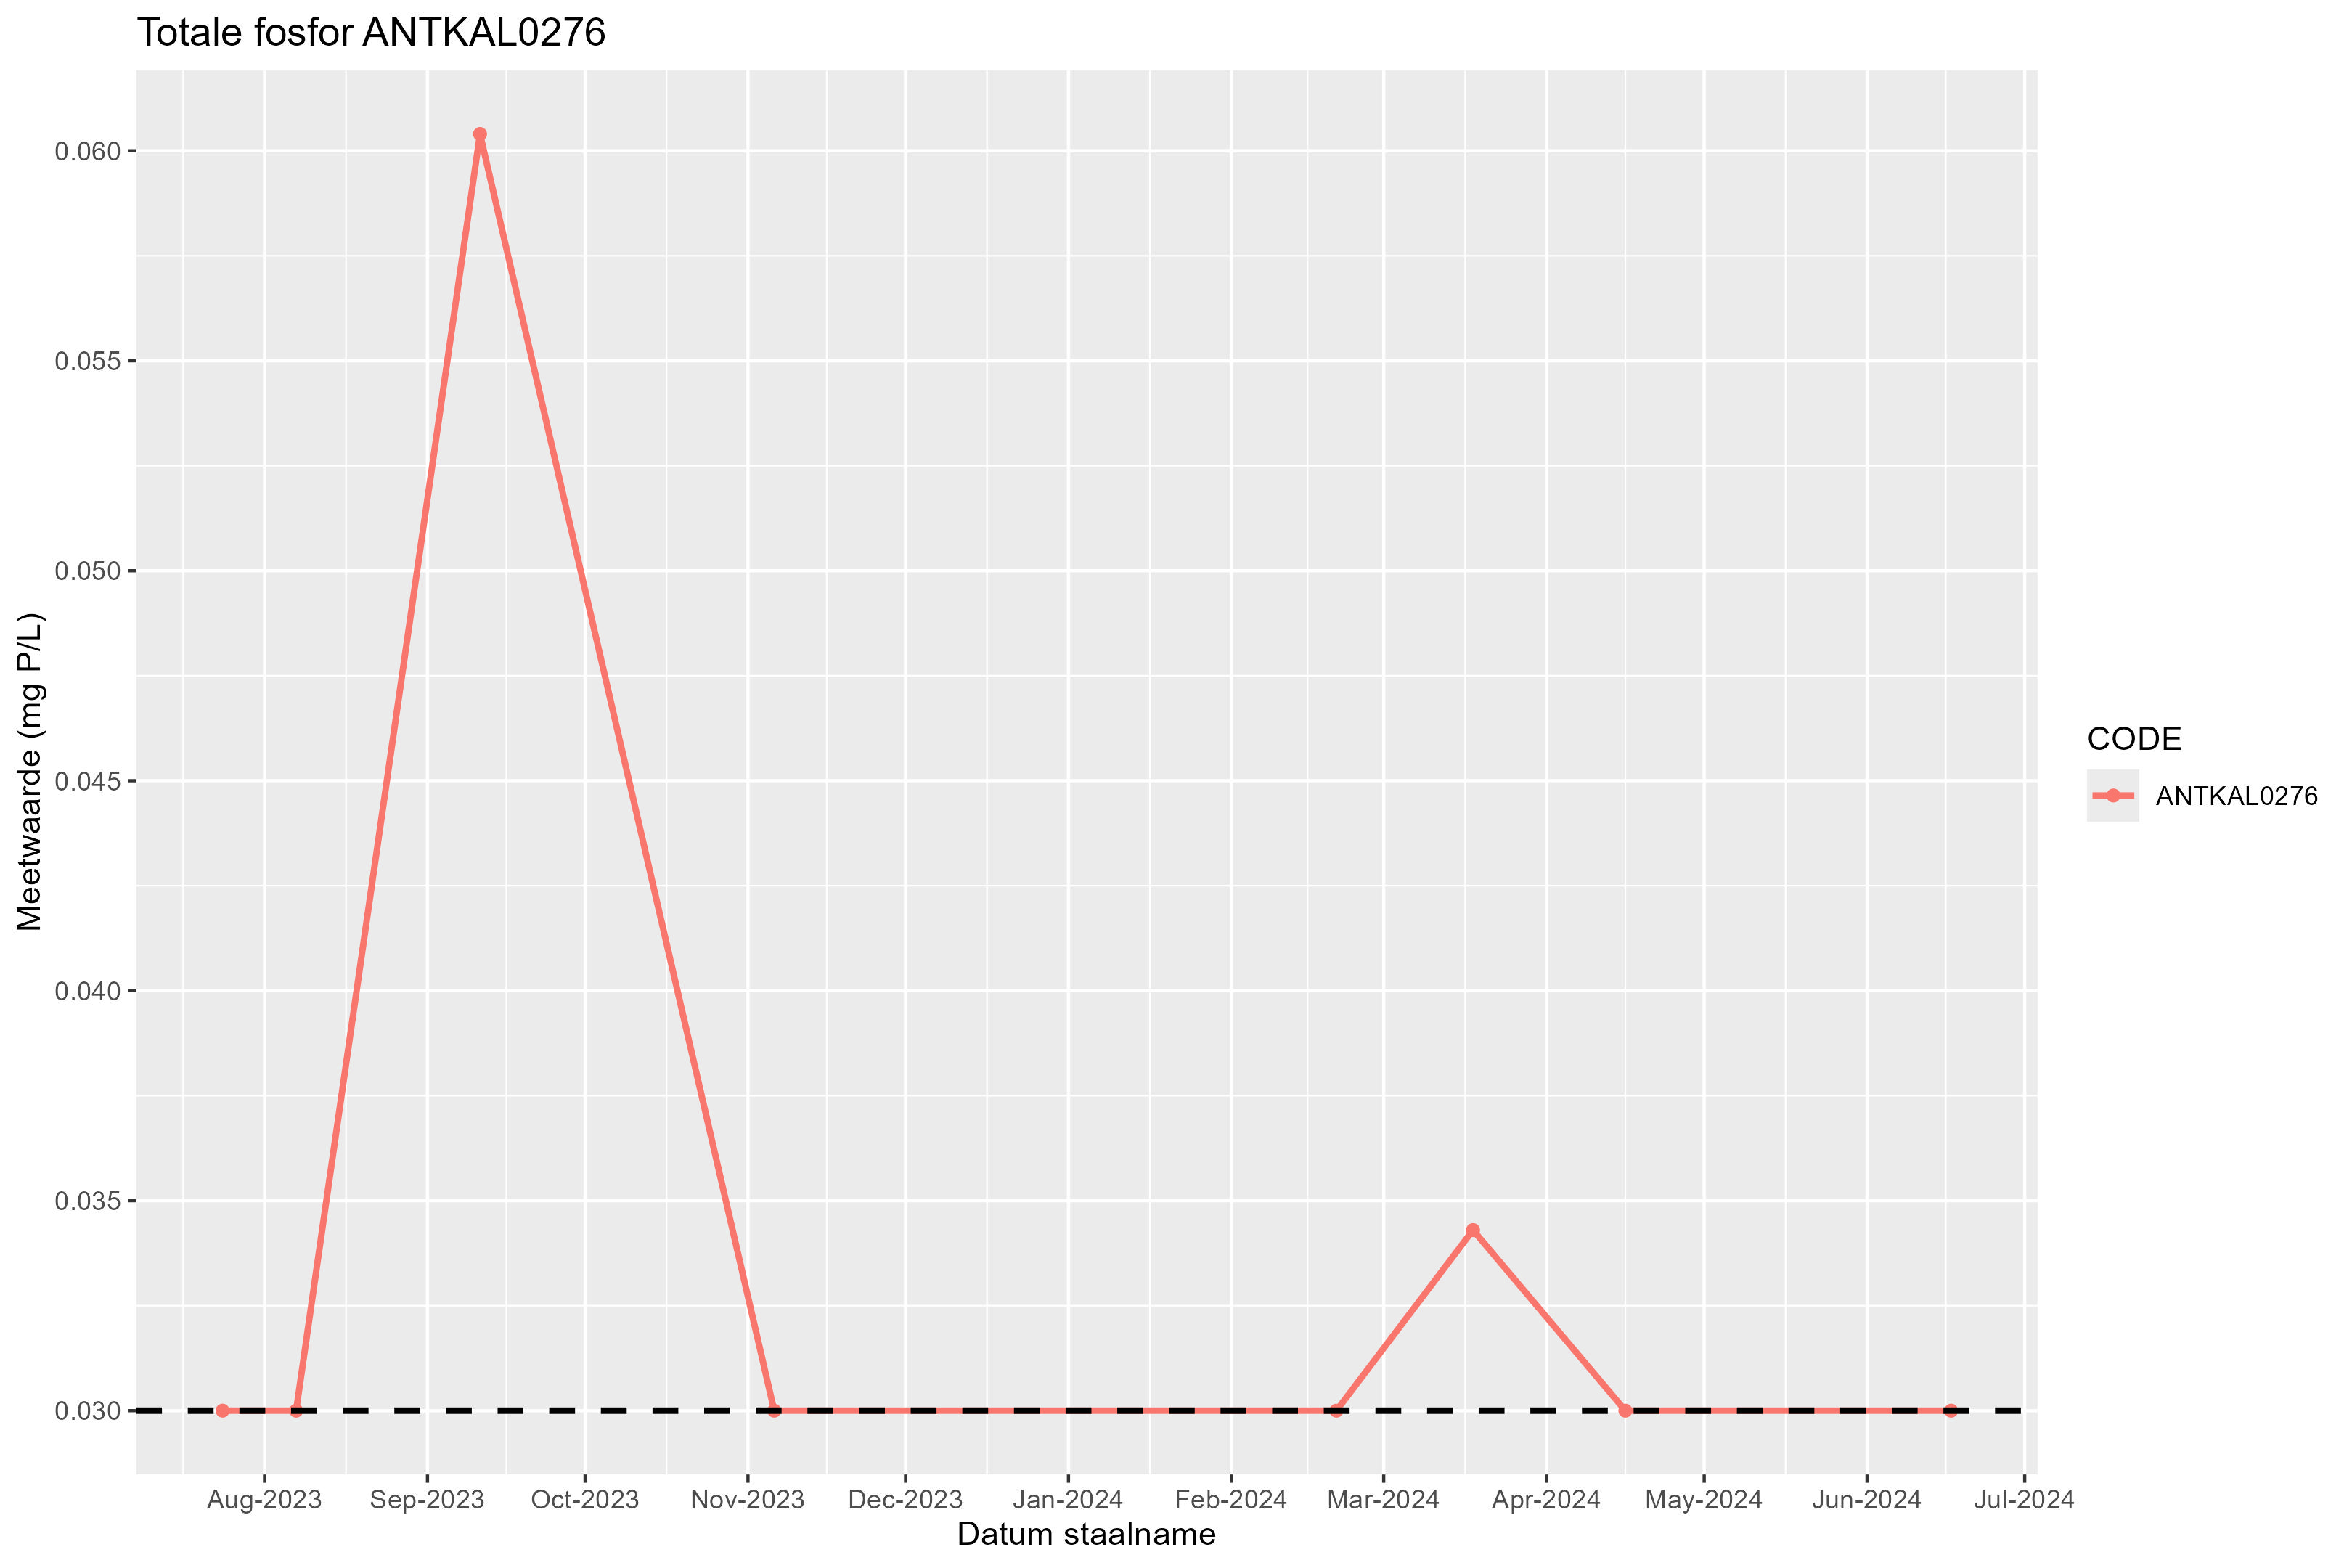 Totale fosfor ANTKAL0276
0.060
0.055
0.050
0.045
0.040
0.035
0.030
Meetwaarde (mg P/L)
Aug-2023 Sep-2023 Oct-2023 Nov-2023 Dec-2023 Jan-2024 Feb-2024 Mar-2024 Apr-2024 May-2024 Jun-2024 Jul-2024
Datum staalname
CODE
ANTKAL0276